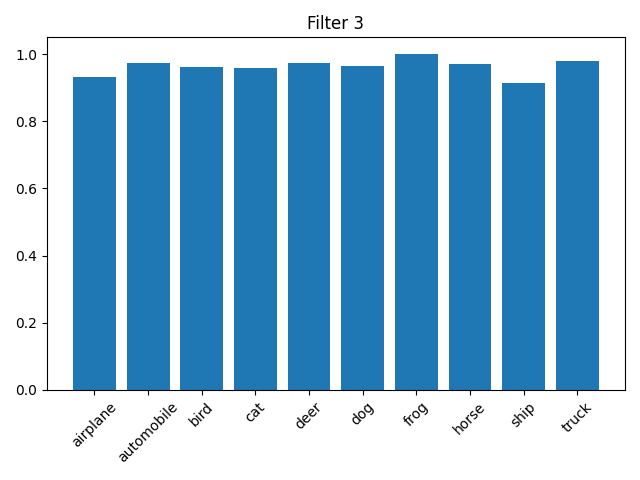 Filter 3
1.0
0.8
0.6
0.4
0.2
0.0
airplane
automobile
bird
cat
deer
dog
frog
horse
ship
truck